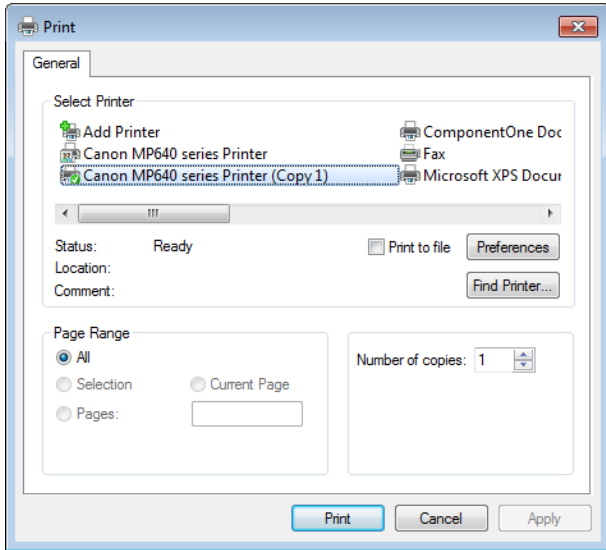 Print
General
Select Printer
Add Printer
Canon MP640 series Printer
Canon MP640 series Printer (Copy 1)
ComponentOne Doc
Fax
Microsoft XPS Docur
Status: Ready
Print to file
Preferences
Location:
Comment:
Find Printer...
Page Range
All
Selection
Current Page
Pages:
Number of copies: 1
Print
Cancel
Apply